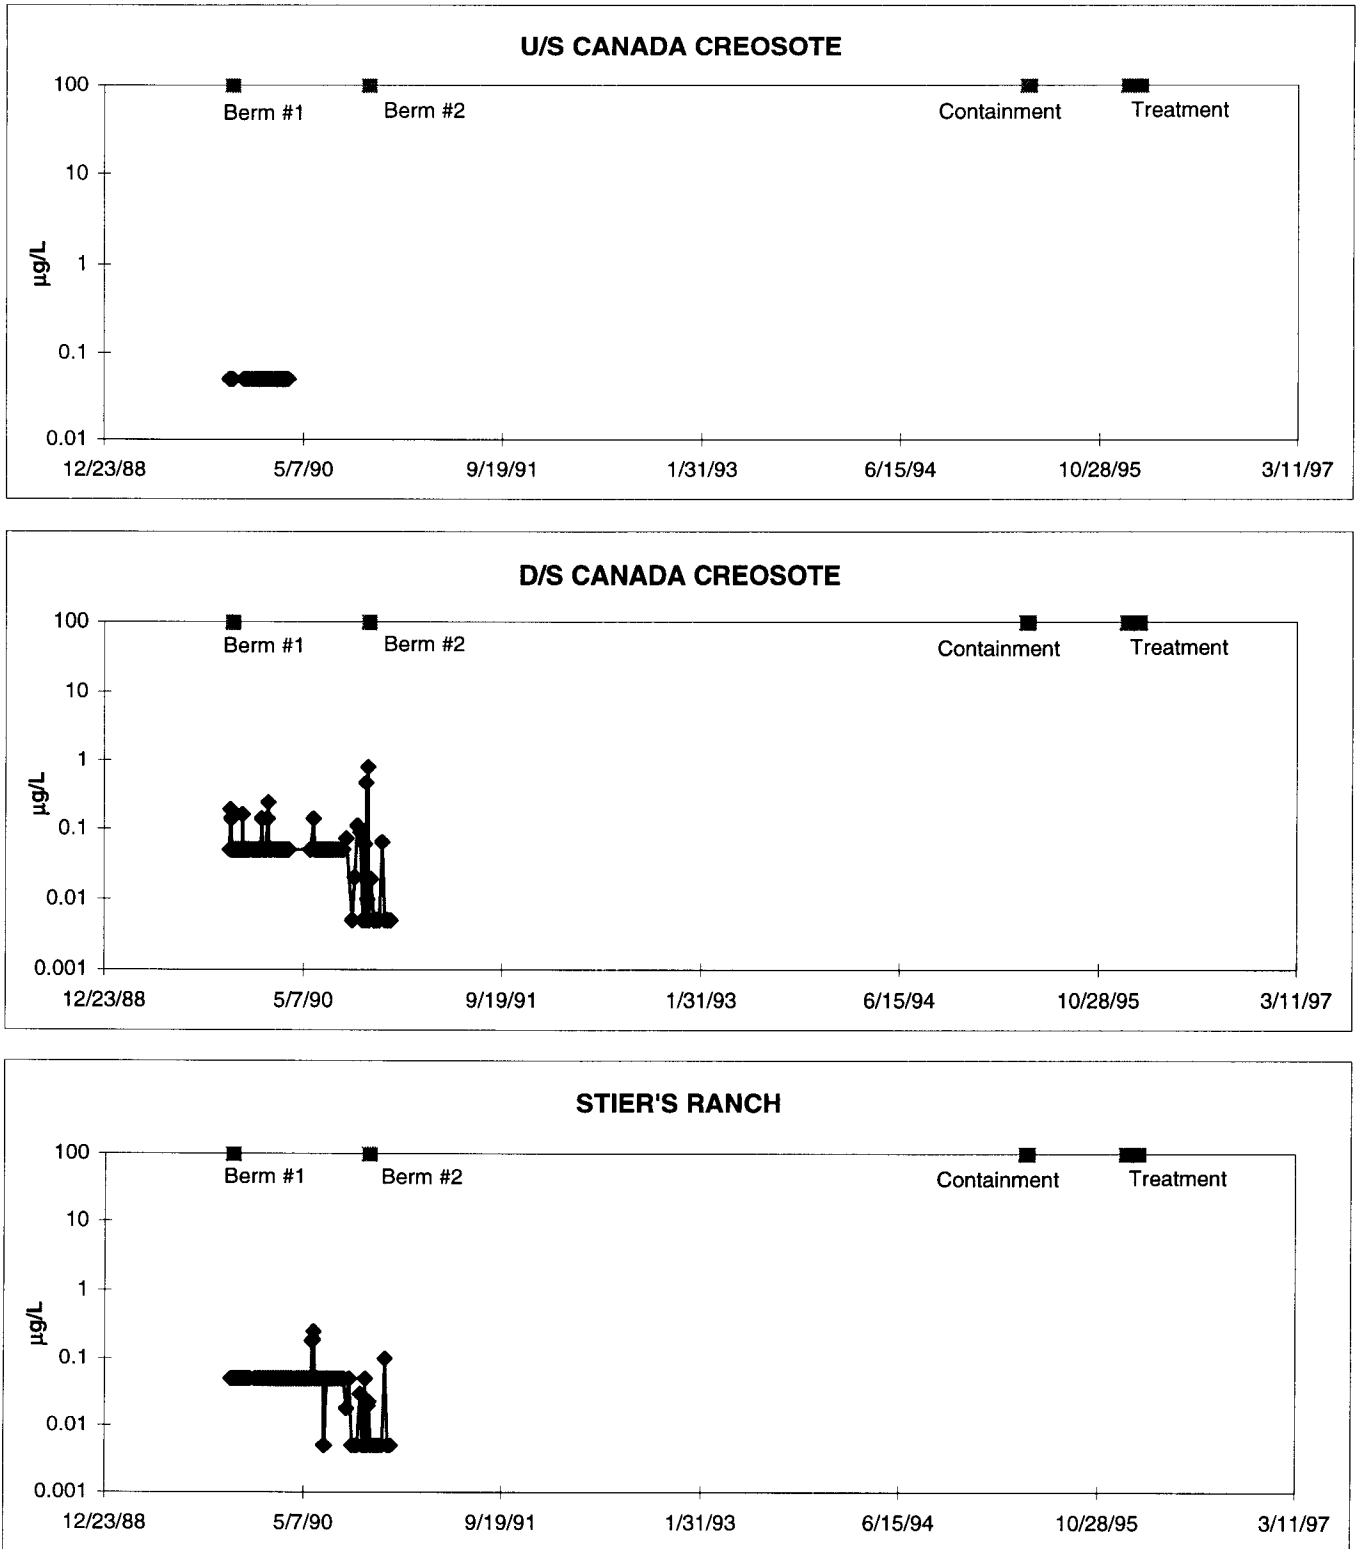 U/S CANADA CREOSOTE
100
Berm #1 Berm #2 Containment Treatment
10
µg/L
1
0.1
0.01
12/23/88 5/7/90 9/19/91 1/31/93 6/15/94 10/28/95 3/11/97
D/S CANADA CREOSOTE
100
Berm #1 Berm #2 Containment Treatment
10
1
µg/L
0.1
0.01
0.001
12/23/88 5/7/90 9/19/91 1/31/93 6/15/94 10/28/95 3/11/97
STIER'S RANCH
100
Berm #1 Berm #2 Containment Treatment
10
1
µg/L
0.1
0.01
0.001
12/23/88 5/7/90 9/19/91 1/31/93 6/15/94 10/28/95 3/11/97